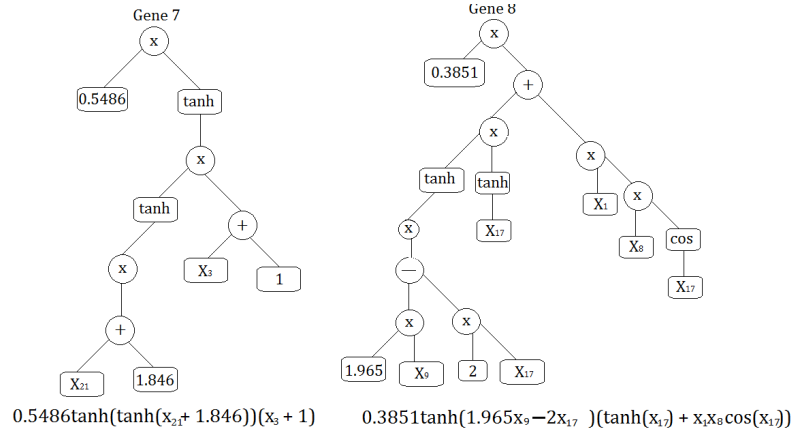 Gene 7
Gene 8
x
x
0.5486
tanh
0.3851
+
x
x
x
tanh
+
tanh
tanh
X₁
x
x
X₃
1
x
X₁₇
X₈
cos
+
—
X₁₇
X₂₁
1.846
x
x
1.965
X₉
2
X₁₇
0.5486tanh(tanh(x₂₁+ 1.846))(x₃ + 1)
0.3851tanh(1.965x₉−2x₁₇ )(tanh(x₁₇) + x₁x₈cos(x₁₇))